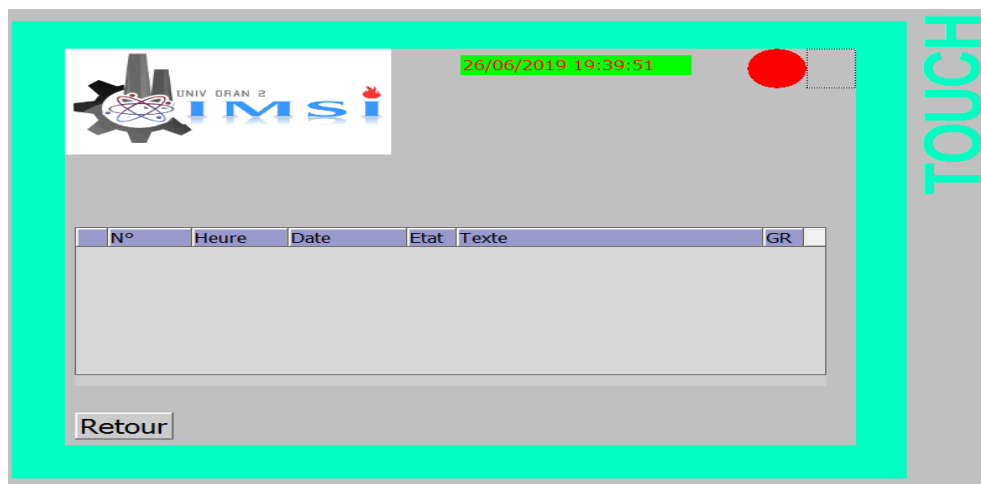 UNIV ORAN 2
IMSI
26/06/2019 19:39:51
TOUCH
N° Heure Date Etat Texte GR
Retour